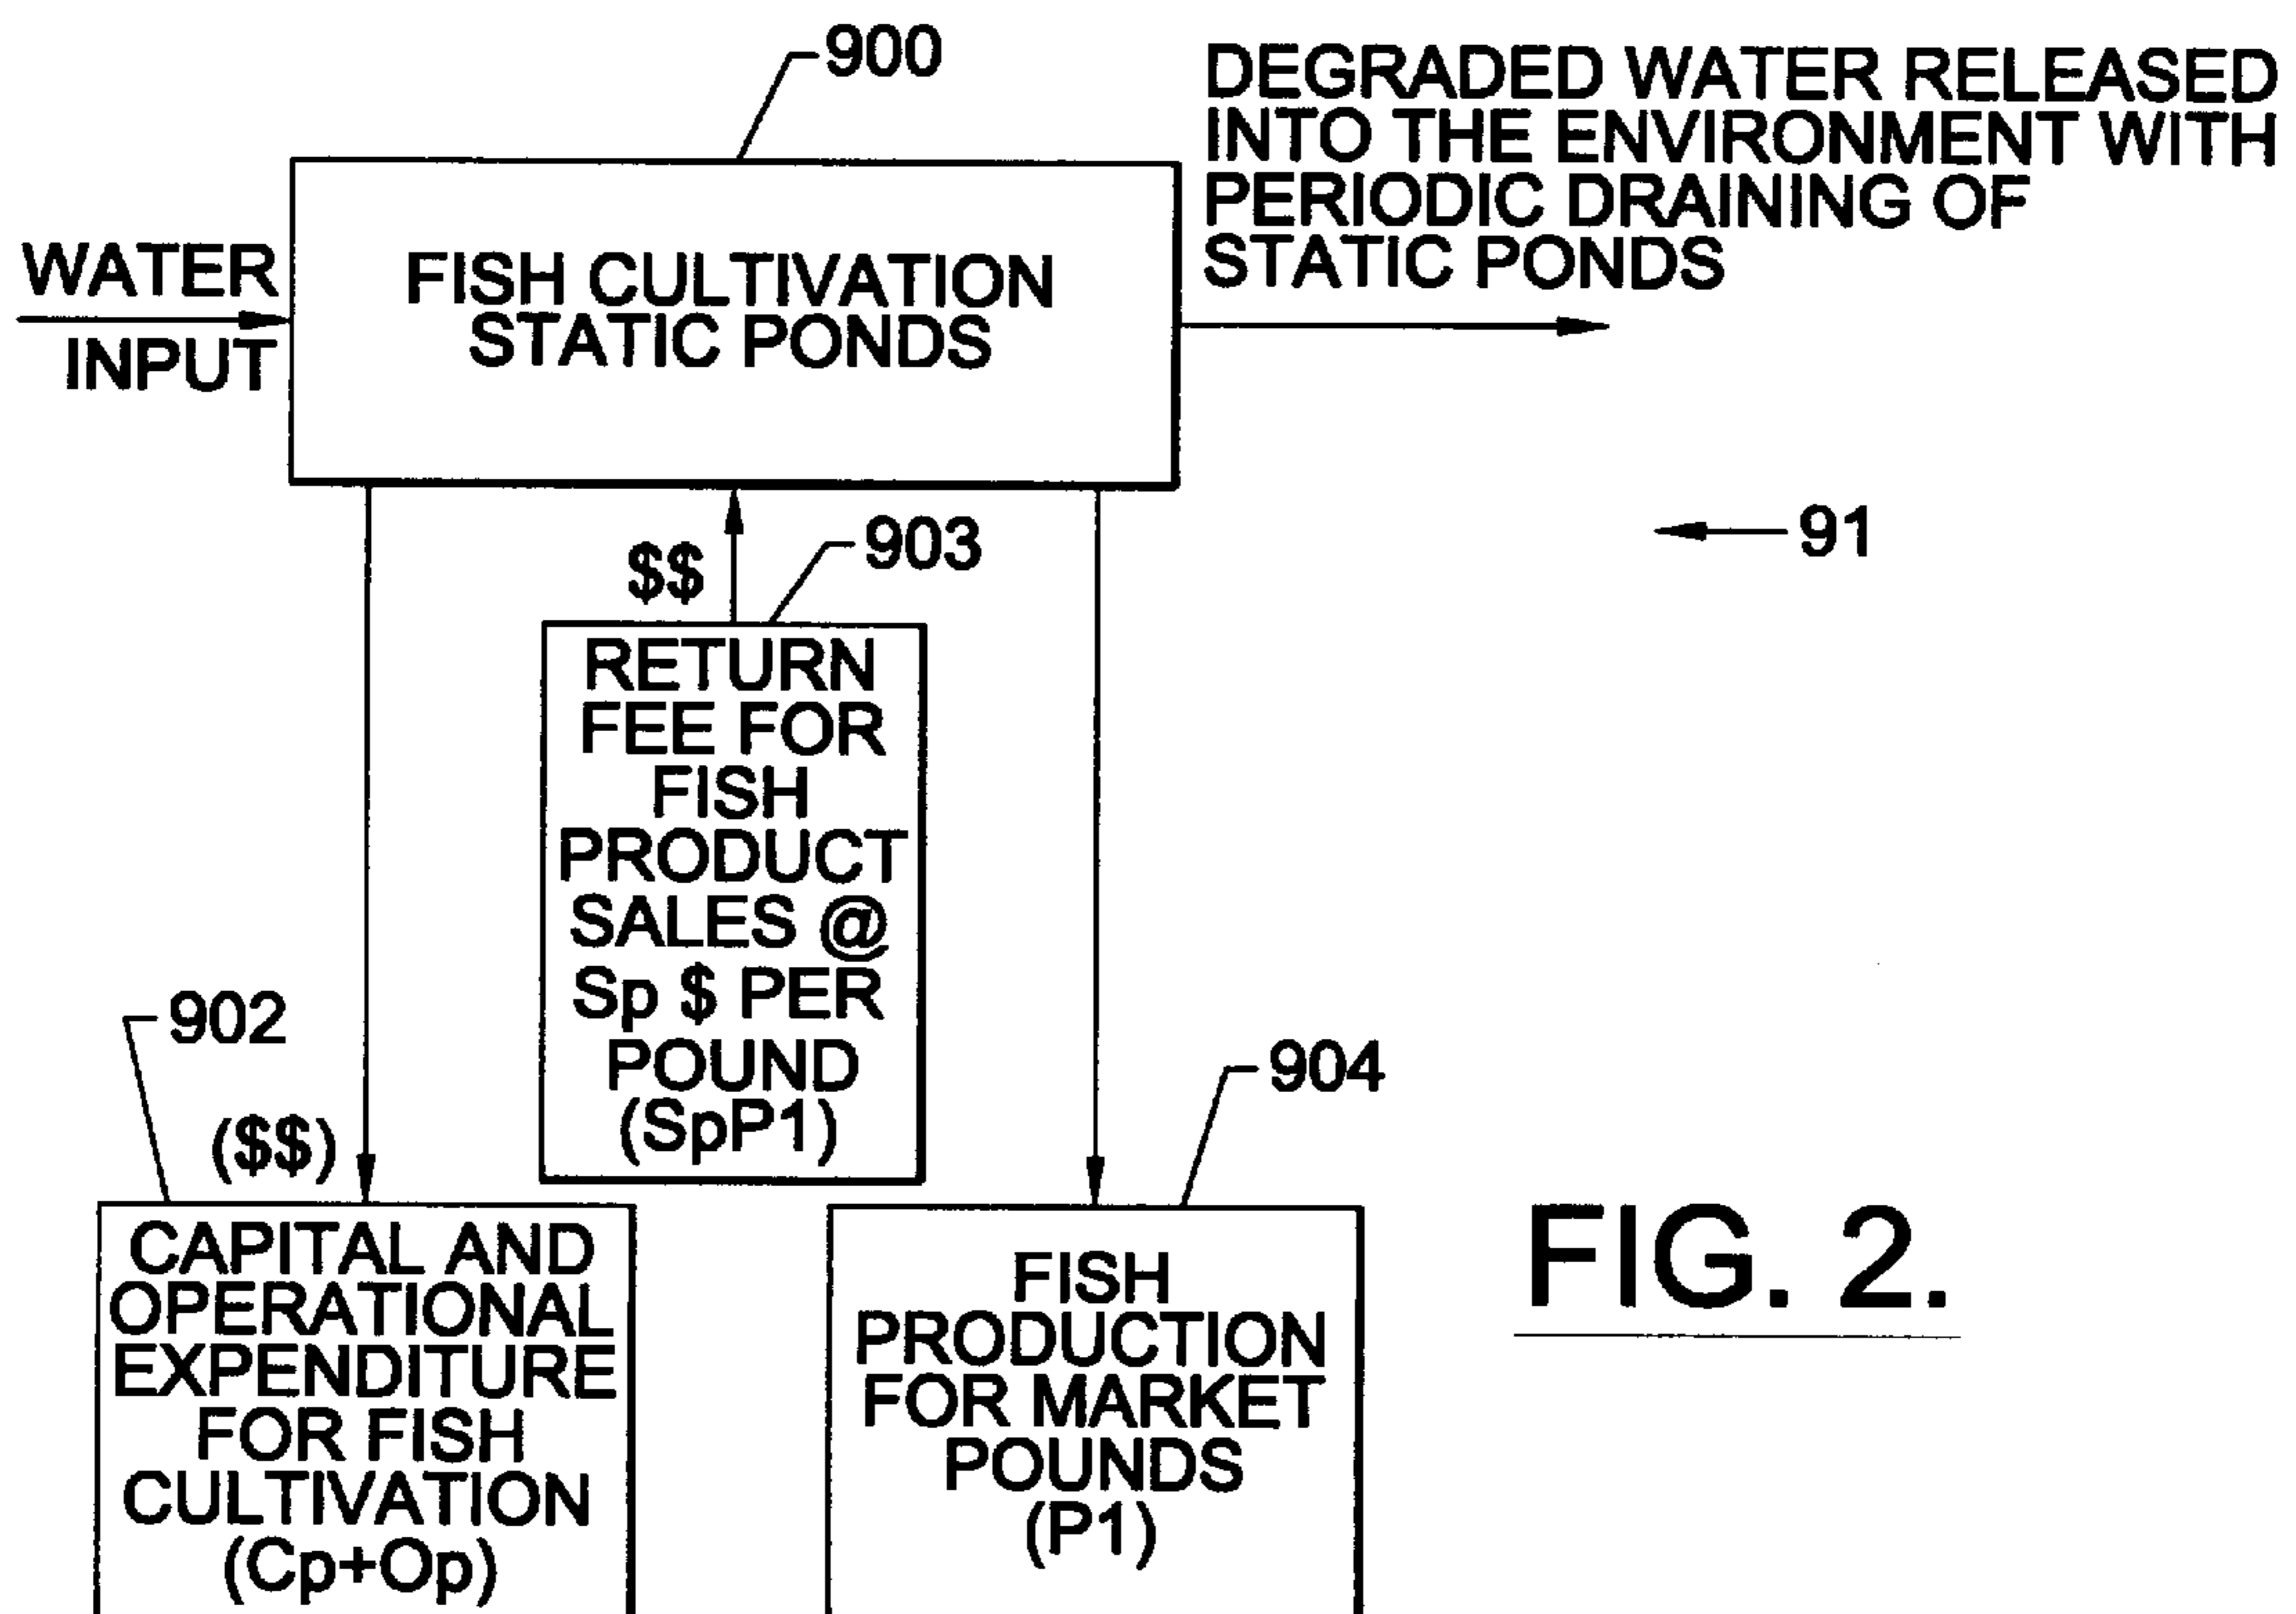 900
DEGRADED WATER RELEASED
INTO THE ENVIRONMENT WITH
PERIODIC DRAINING OF
STATIC PONDS
WATER
INPUT
FISH CULTIVATION
STATIC PONDS
91
$$
903
RETURN
FEE FOR
FISH
PRODUCT
SALES @
Sp $ PER
POUND
(SpP1)
902
($$)
904
CAPITAL AND
OPERATIONAL
EXPENDITURE
FOR FISH
CULTIVATION
(Cp+Op)
FISH
PRODUCTION
FOR MARKET
POUNDS
(P1)
FIG. 2.